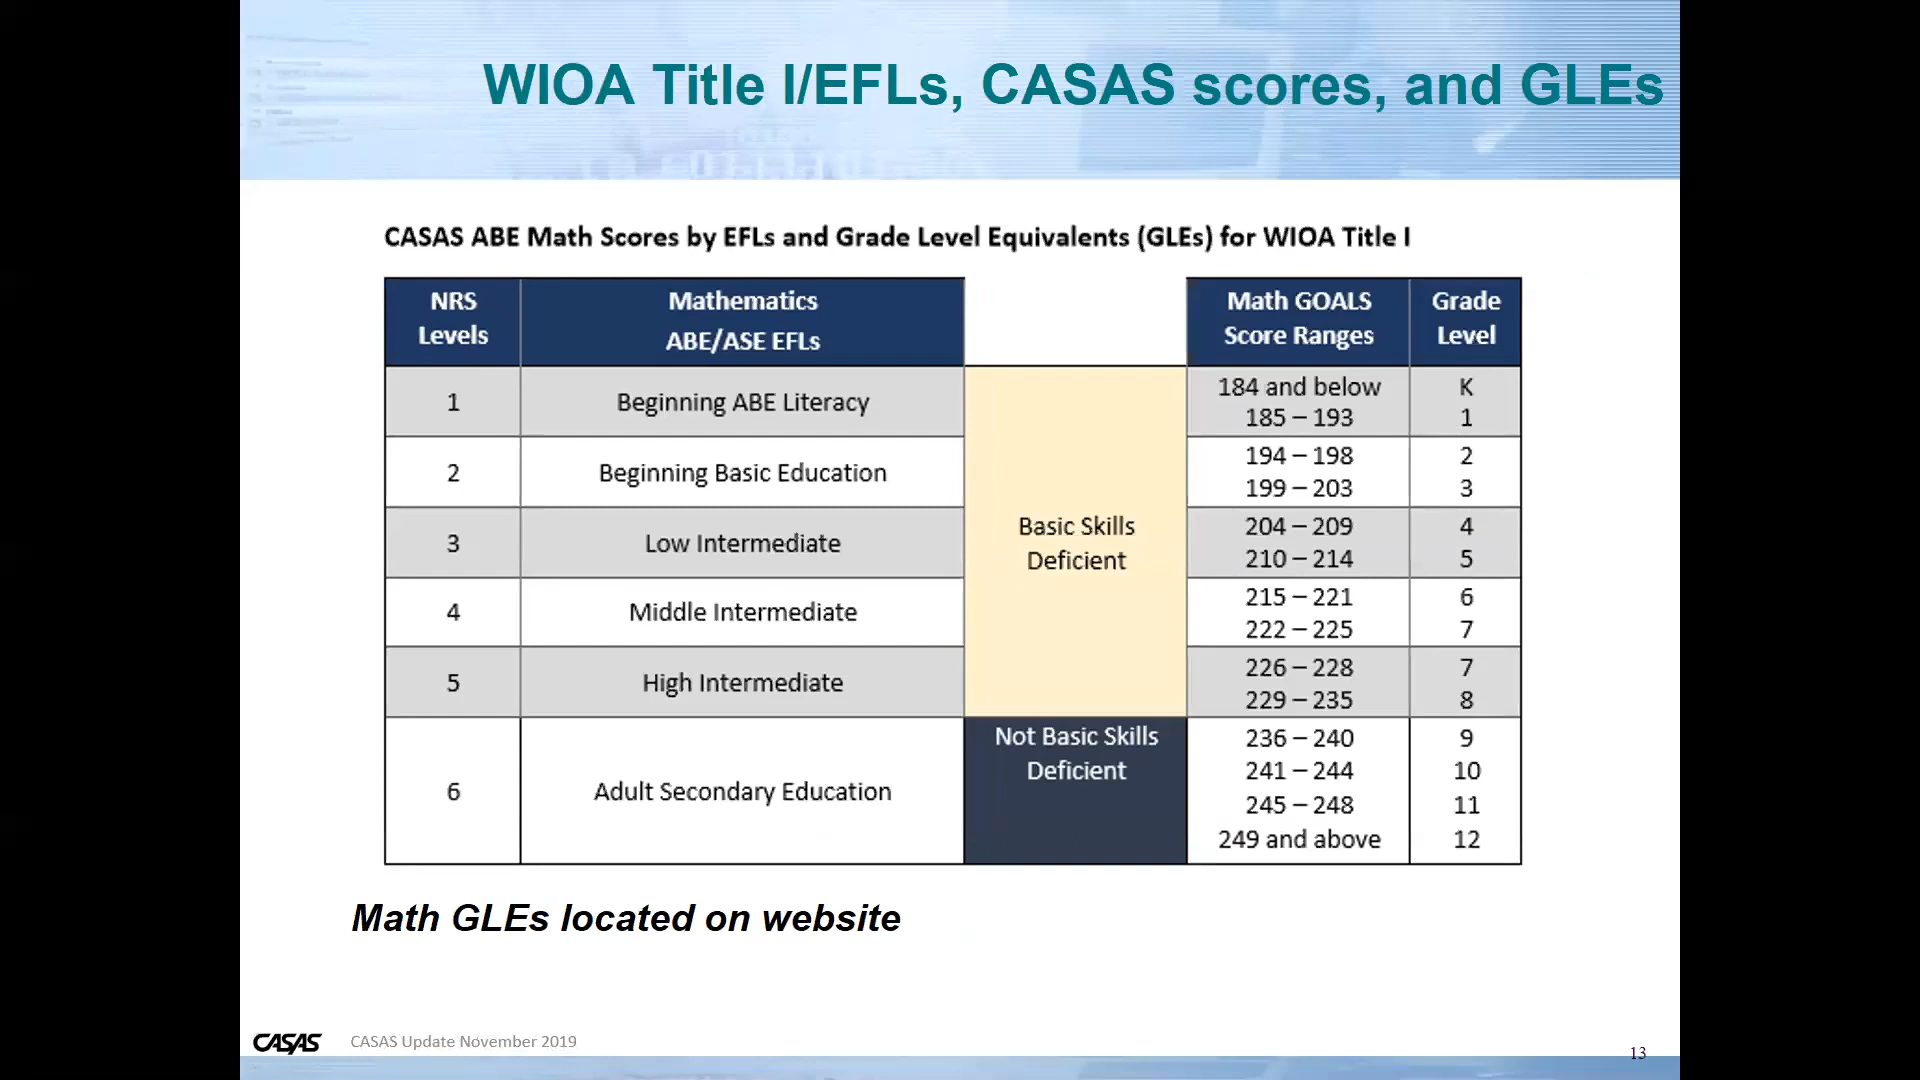 WIOA Title I/EFLs, CASAS scores, and GLEs
CASAS ABE Math Scores by EFLs and Grade Level Equivalents (GLEs) for WIOA Title I
NRS Levels Mathematics ABE/ASE EFLs Math GOALS Score Ranges Grade Level
1 Beginning ABE Literacy 184 and below K
185 – 193 1
2 Beginning Basic Education 194 – 198 2
199 – 203 3
Basic Skills Deficient
3 Low Intermediate 204 – 209 4
210 – 214 5
4 Middle Intermediate 215 – 221 6
222 – 225 7
5 High Intermediate 226 – 228 7
229 – 235 8
Not Basic Skills Deficient
6 Adult Secondary Education 236 – 240 9
241 – 244 10
245 – 248 11
249 and above 12
Math GLEs located on website
CASAS CASAS Update November 2019
13